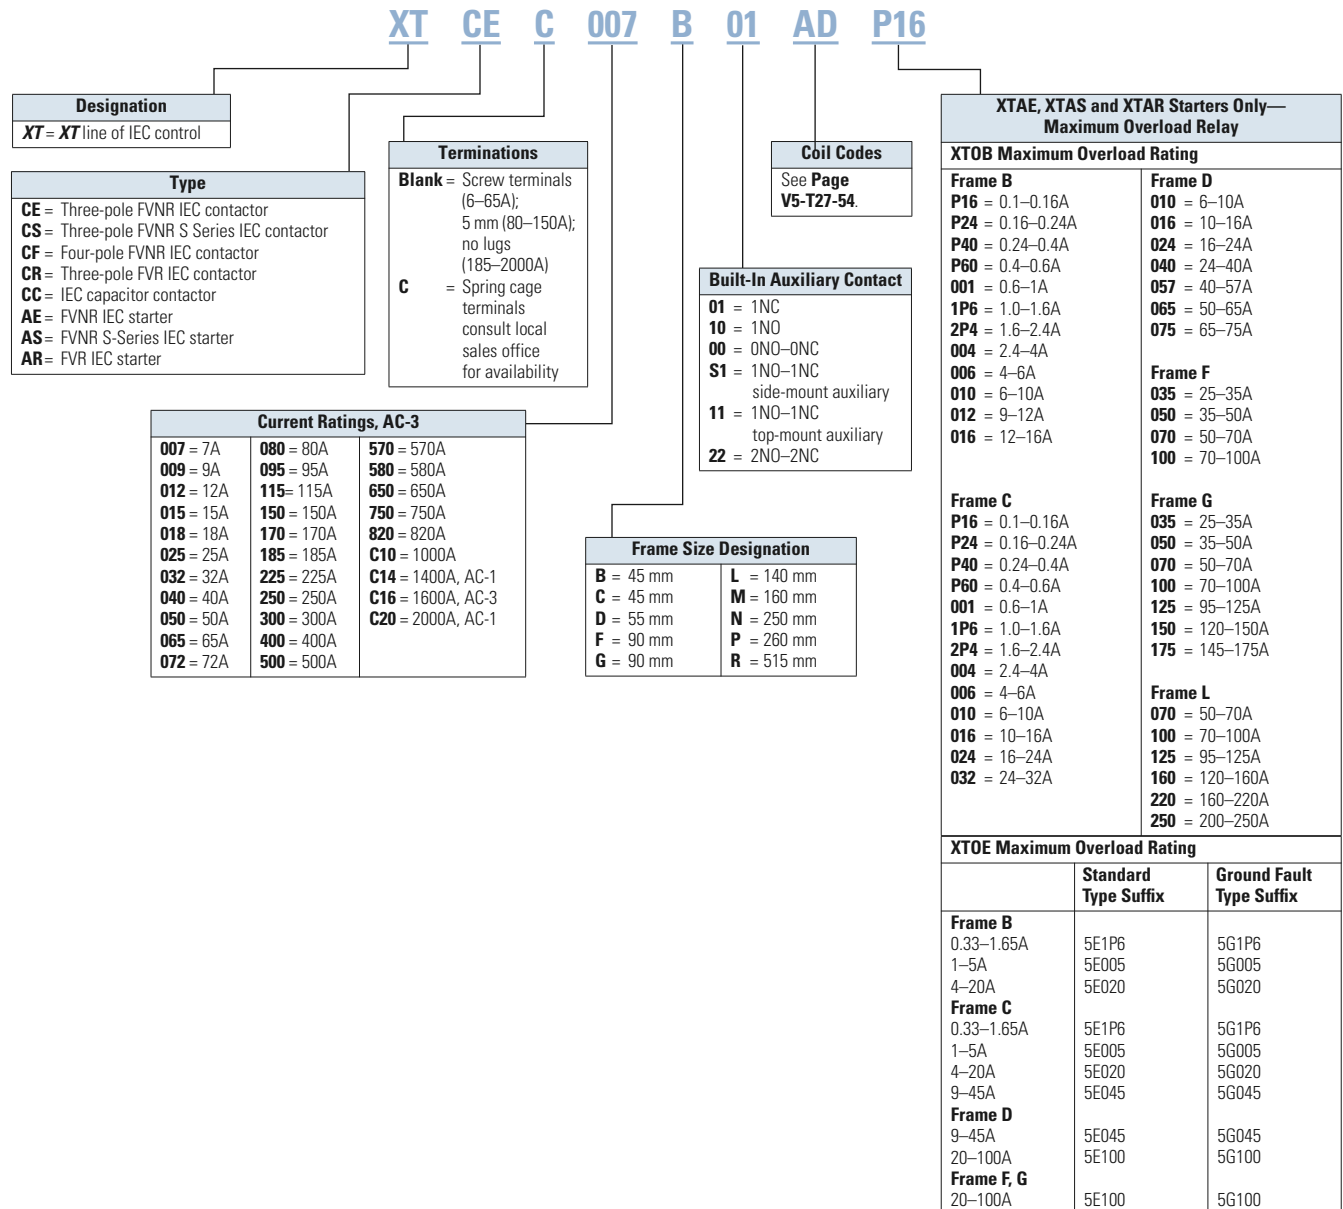 XT CE C 007 B 01 AD P16
Designation
XT = XT line of IEC control
Type
CE = Three-pole FVNR IEC contactor
CS = Three-pole FVNR S Series IEC contactor
CF = Four-pole FVNR IEC contactor
CR = Three-pole FVR IEC contactor
CC = IEC capacitor contactor
AE = FVNR IEC starter
AS = FVNR S-Series IEC starter
AR = FVR IEC starter
Terminations
Blank = Screw terminals
(6–65A);
5 mm (80–150A);
no lugs
(185–2000A)
C = Spring cage
terminals
consult local
sales office
for availability
Current Ratings, AC-3
007 = 7A
009 = 9A
012 = 12A
015 = 15A
018 = 18A
025 = 25A
032 = 32A
040 = 40A
050 = 50A
065 = 65A
072 = 72A
080 = 80A
095 = 95A
115= 115A
150 = 150A
170 = 170A
185 = 185A
225 = 225A
250 = 250A
300 = 300A
400 = 400A
500 = 500A
570 = 570A
580 = 580A
650 = 650A
750 = 750A
820 = 820A
C10 = 1000A
C14 = 1400A, AC-1
C16 = 1600A, AC-3
C20 = 2000A, AC-1
Frame Size Designation
B = 45 mm
C = 45 mm
D = 55 mm
F = 90 mm
G = 90 mm
L = 140 mm
M = 160 mm
N = 250 mm
P = 260 mm
R = 515 mm
Built-In Auxiliary Contact
01 = 1NC
10 = 1NO
00 = 0NO–0NC
S1 = 1NO–1NC
side-mount auxiliary
11 = 1NO–1NC
top-mount auxiliary
22 = 2NO–2NC
Coil Codes
See Page
V5-T27-54.
XTAE, XTAS and XTAR Starters Only—
Maximum Overload Relay
XTOB Maximum Overload Rating
Frame B
P16 = 0.1–0.16A
P24 = 0.16–0.24A
P40 = 0.24–0.4A
P60 = 0.4–0.6A
001 = 0.6–1A
1P6 = 1.0–1.6A
2P4 = 1.6–2.4A
004 = 2.4–4A
006 = 4–6A
010 = 6–10A
012 = 9–12A
016 = 12–16A
Frame C
P16 = 0.1–0.16A
P24 = 0.16–0.24A
P40 = 0.24–0.4A
P60 = 0.4–0.6A
001 = 0.6–1A
1P6 = 1.0–1.6A
2P4 = 1.6–2.4A
004 = 2.4–4A
006 = 4–6A
010 = 6–10A
016 = 10–16A
024 = 16–24A
032 = 24–32A
Frame D
010 = 6–10A
016 = 10–16A
024 = 16–24A
040 = 24–40A
057 = 40–57A
065 = 50–65A
075 = 65–75A
Frame F
035 = 25–35A
050 = 35–50A
070 = 50–70A
100 = 70–100A
Frame G
035 = 25–35A
050 = 35–50A
070 = 50–70A
100 = 70–100A
125 = 95–125A
150 = 120–150A
175 = 145–175A
Frame L
070 = 50–70A
100 = 70–100A
125 = 95–125A
160 = 120–160A
220 = 160–220A
250 = 200–250A
XTOE Maximum Overload Rating
Standard
Type Suffix
Ground Fault
Type Suffix
Frame B
0.33–1.65A 5E1P6 5G1P6
1–5A 5E005 5G005
4–20A 5E020 5G020
Frame C
0.33–1.65A 5E1P6 5G1P6
1–5A 5E005 5G005
4–20A 5E020 5G020
9–45A 5E045 5G045
Frame D
9–45A 5E045 5G045
20–100A 5E100 5G100
Frame F, G
20–100A 5E100 5G100